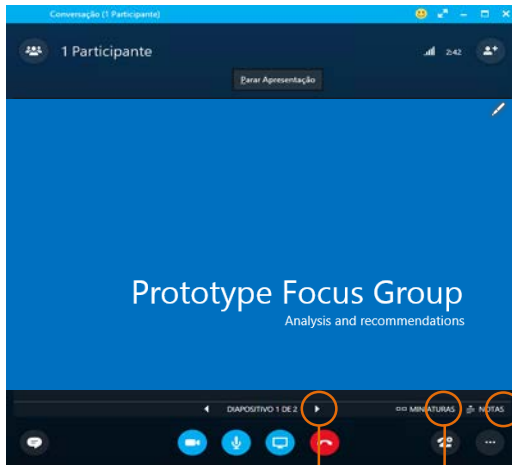 Conversação (1 Participante)
1 Participante
2:42
Parar Apresentação
Prototype Focus Group
Analysis and recommendations
DIAPOSITIVO 1 DE 2
MINIATURAS
NOTAS